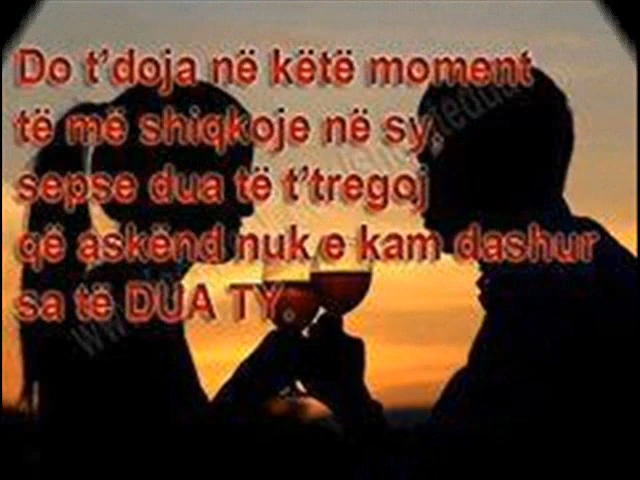 Do t'doja në këtë moment
të më shiqkoje në sy,
sepse dua të t'tregoj
që askënd nuk e kam dashur
sa të DUA TY.